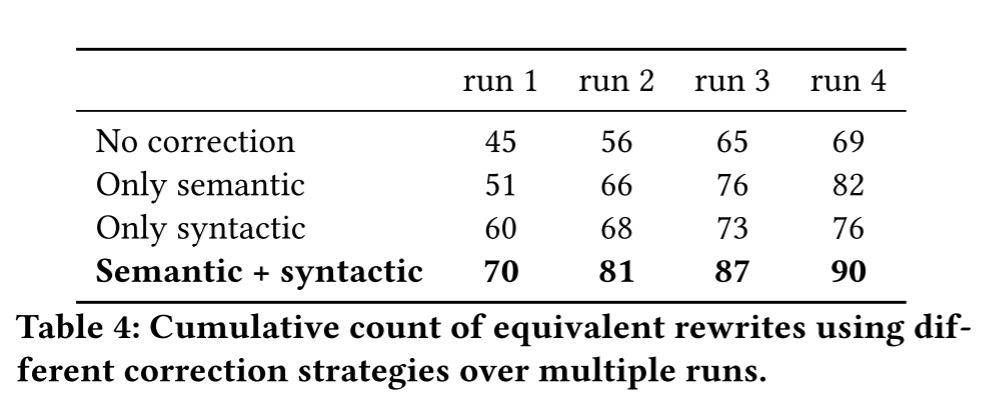 run 1 run 2 run 3 run 4
No correction 45 56 65 69
Only semantic 51 66 76 82
Only syntactic 60 68 73 76
Semantic + syntactic 70 81 87 90
Table 4: Cumulative count of equivalent rewrites using dif-
ferent correction strategies over multiple runs.